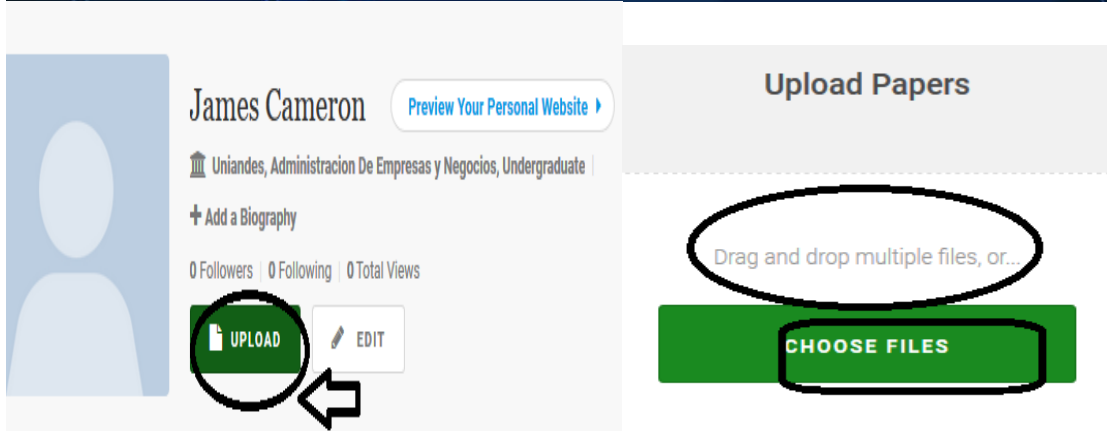 James Cameron
Preview Your Personal Website
Uniandes, Administracion De Empresas y Negocios, Undergraduate
Add a Biography
0 Followers | 0 Following | 0 Total Views
UPLOAD
EDIT
Upload Papers
Drag and drop multiple files, or...
CHOOSE FILES